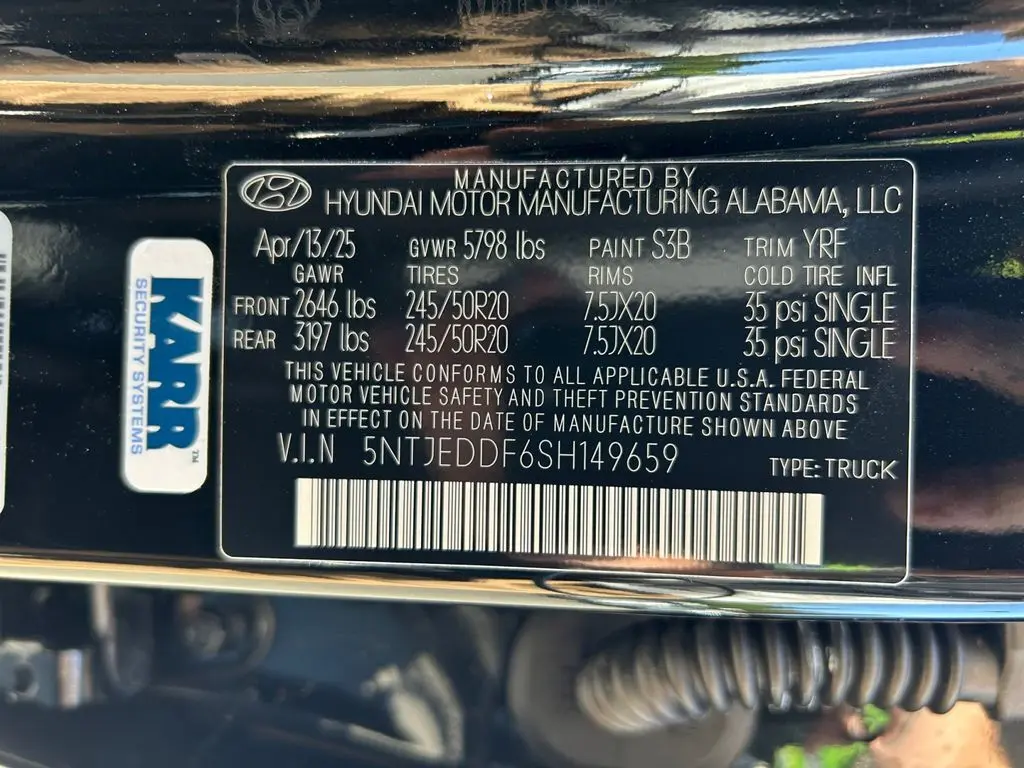 MANUFACTURED BY
HYUNDAI MOTOR MANUFACTURING ALABAMA, LLC
Apr/13/25 GVWR 5798 lbs PAINT S3B TRIM YRF
GAWR TIRES RIMS COLD TIRE INFL
FRONT 2646 lbs 245/50R20 7.5JX20 35 psi SINGLE
REAR 3197 lbs 245/50R20 7.5JX20 35 psi SINGLE
THIS VEHICLE CONFORMS TO ALL APPLICABLE U.S.A. FEDERAL
MOTOR VEHICLE SAFETY AND THEFT PREVENTION STANDARDS
IN EFFECT ON THE DATE OF MANUFACTURE SHOWN ABOVE
V.I.N 5NTJEDDF6SH149659 TYPE: TRUCK
KARR™
SECURITY SYSTEMS